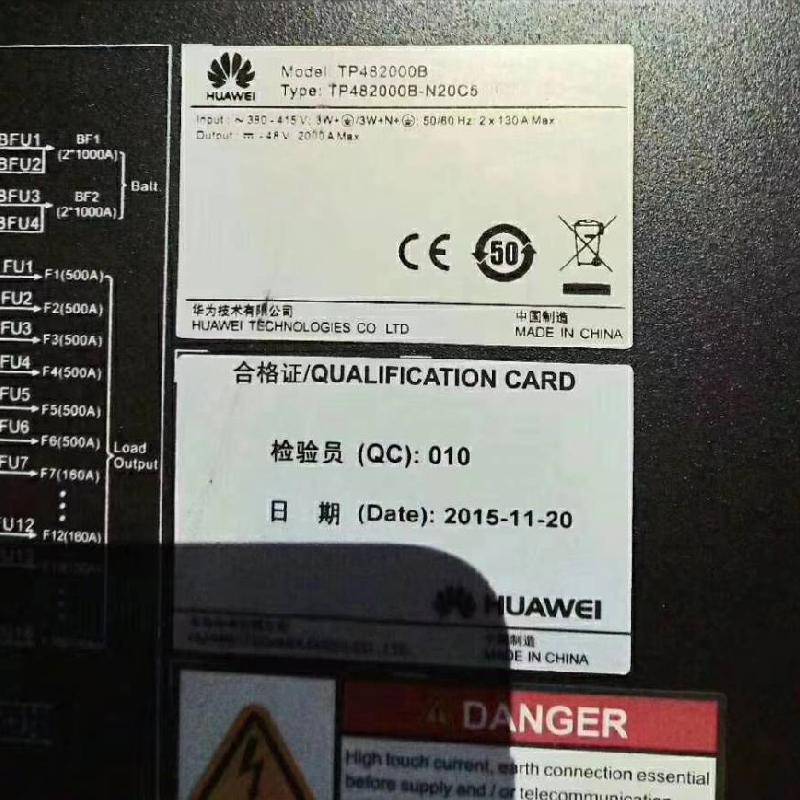 HUAWEI
Model: TP482000B
Type: TP482000B-N20C5
Input: ~ 380-415 V; 3W+/3W+N+; 50/60 Hz; 2 x 130 A Max
Output: -48 V; 2000 A Max
CE
50
华为技术有限公司
HUAWEI TECHNOLOGIES CO LTD
中国制造
MADE IN CHINA
合格证/QUALIFICATION CARD
检验员 (QC): 010
日 期 (Date): 2015-11-20
HUAWEI
中国制造
MADE IN CHINA
DANGER
High touch current, earth connection essential
before supply and / or telecommunication
BFU1
BF1
(2*1000A)
BFU2
Batt.
BFU3
BF2
(2*1000A)
BFU4
FU1 F1(500A)
FU2 F2(500A)
FU3 F3(500A)
FU4 F4(500A)
FU5 F5(500A)
FU6 F6(500A)
Load
Output
FU7 F7(160A)
FU12 F12(160A)